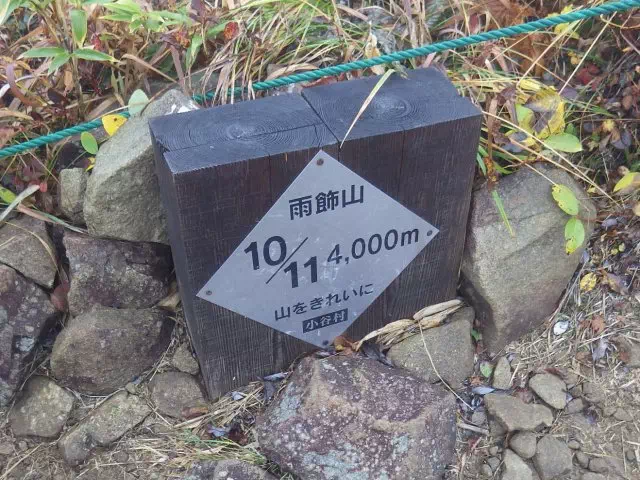 雨飾山
10/11 4,000m
山をきれいに
小谷村